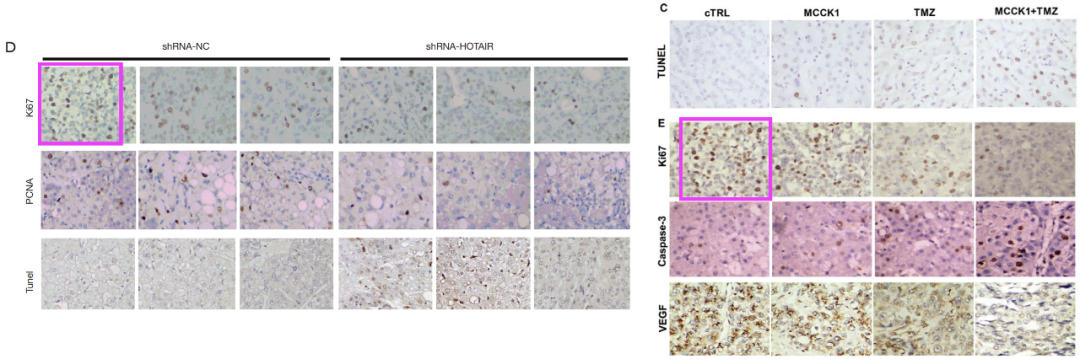 D
shRNA-NC
shRNA-HOTAIR
Ki67
PCNA
Tunel
C
cTRL
MCCK1
TMZ
MCCK1+TMZ
TUNEL
E
Ki67
Caspase-3
VEGF